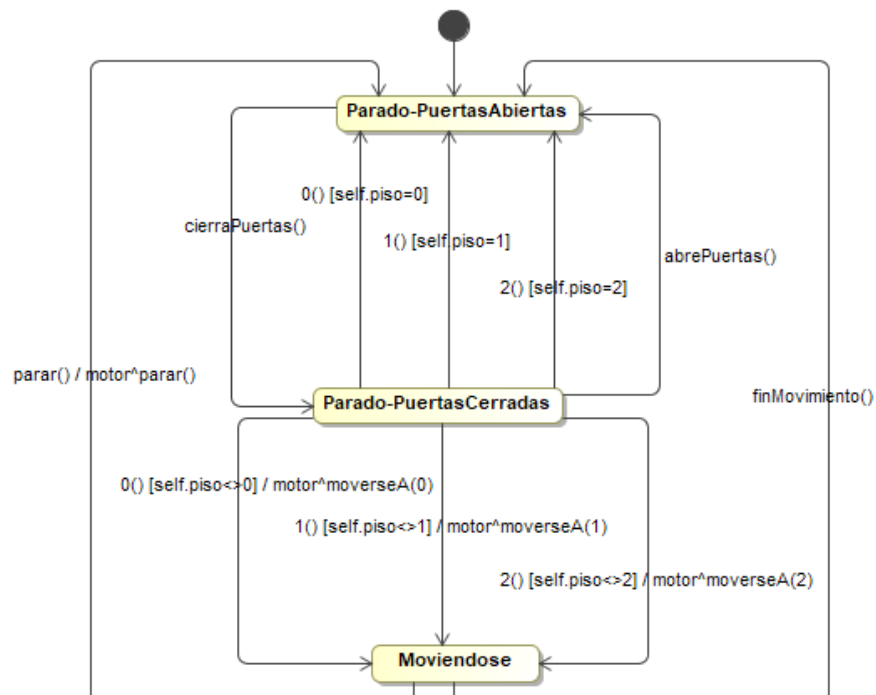 Parado-PuertasAbiertas
0() [self.piso=0]
cierraPuertas()
1() [self.piso=1]
abrePuertas()
2() [self.piso=2]
parar() / motor^parar()
finMovimiento()
Parado-PuertasCerradas
0() [self.piso<>0] / motor^moverseA(0)
1() [self.piso<>1] / motor^moverseA(1)
2() [self.piso<>2] / motor^moverseA(2)
Moviendose